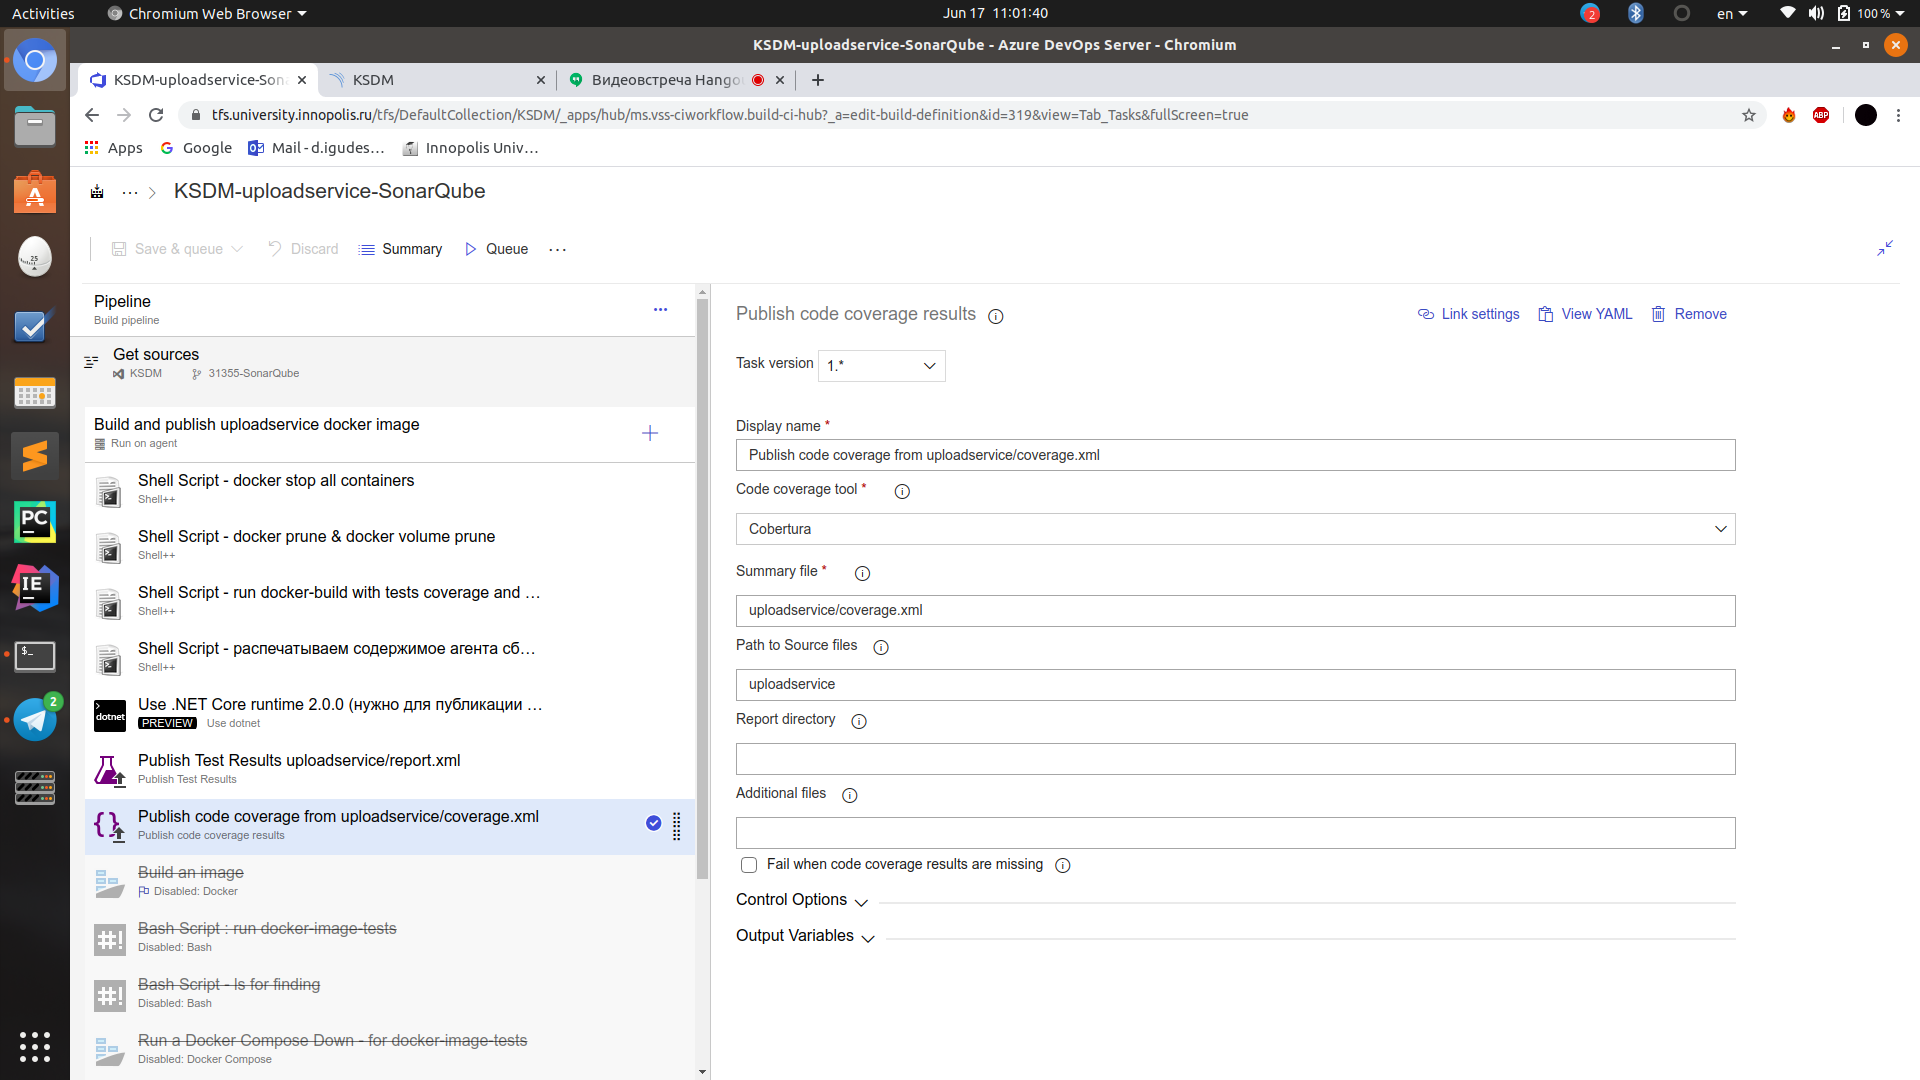 Activities
Chromium Web Browser
Jun 17 11:01:40
2
en
100 %
KSDM-uploadservice-SonarQube - Azure DevOps Server - Chromium
KSDM-uploadservice-Son
KSDM
Видеовстреча Hango
tfs.university.innopolis.ru/tfs/DefaultCollection/KSDM/_apps/hub/ms.vss-ciworkflow.build-ci-hub?_a=edit-build-definition&id=319&view=Tab_Tasks&fullScreen=true
ABP
Apps
Google
Mail - d.igudes...
Innopolis Univ...
KSDM-uploadservice-SonarQube
Save & queue
Discard
Summary
Queue
Pipeline
Build pipeline
Get sources
KSDM
31355-SonarQube
Build and publish uploadservice docker image
Run on agent
Shell Script - docker stop all containers
Shell++
Shell Script - docker prune & docker volume prune
Shell++
Shell Script - run docker-build with tests coverage and ...
Shell++
Shell Script - распечатываем содержимое агента сб...
Shell++
dotnet
Use .NET Core runtime 2.0.0 (нужно для публикации ...
PREVIEW Use dotnet
Publish Test Results uploadservice/report.xml
Publish Test Results
Publish code coverage from uploadservice/coverage.xml
Publish code coverage results
Build an image
Disabled: Docker
Bash Script : run docker-image-tests
Disabled: Bash
Bash Script - ls for finding
Disabled: Bash
Run a Docker Compose Down - for docker-image-tests
Disabled: Docker Compose
Publish code coverage results
Link settings
View YAML
Remove
Task version
1.*
Display name *
Publish code coverage from uploadservice/coverage.xml
Code coverage tool *
Cobertura
Summary file *
uploadservice/coverage.xml
Path to Source files
uploadservice
Report directory
Additional files
Fail when code coverage results are missing
Control Options
Output Variables
25
PC
IE
$_
2